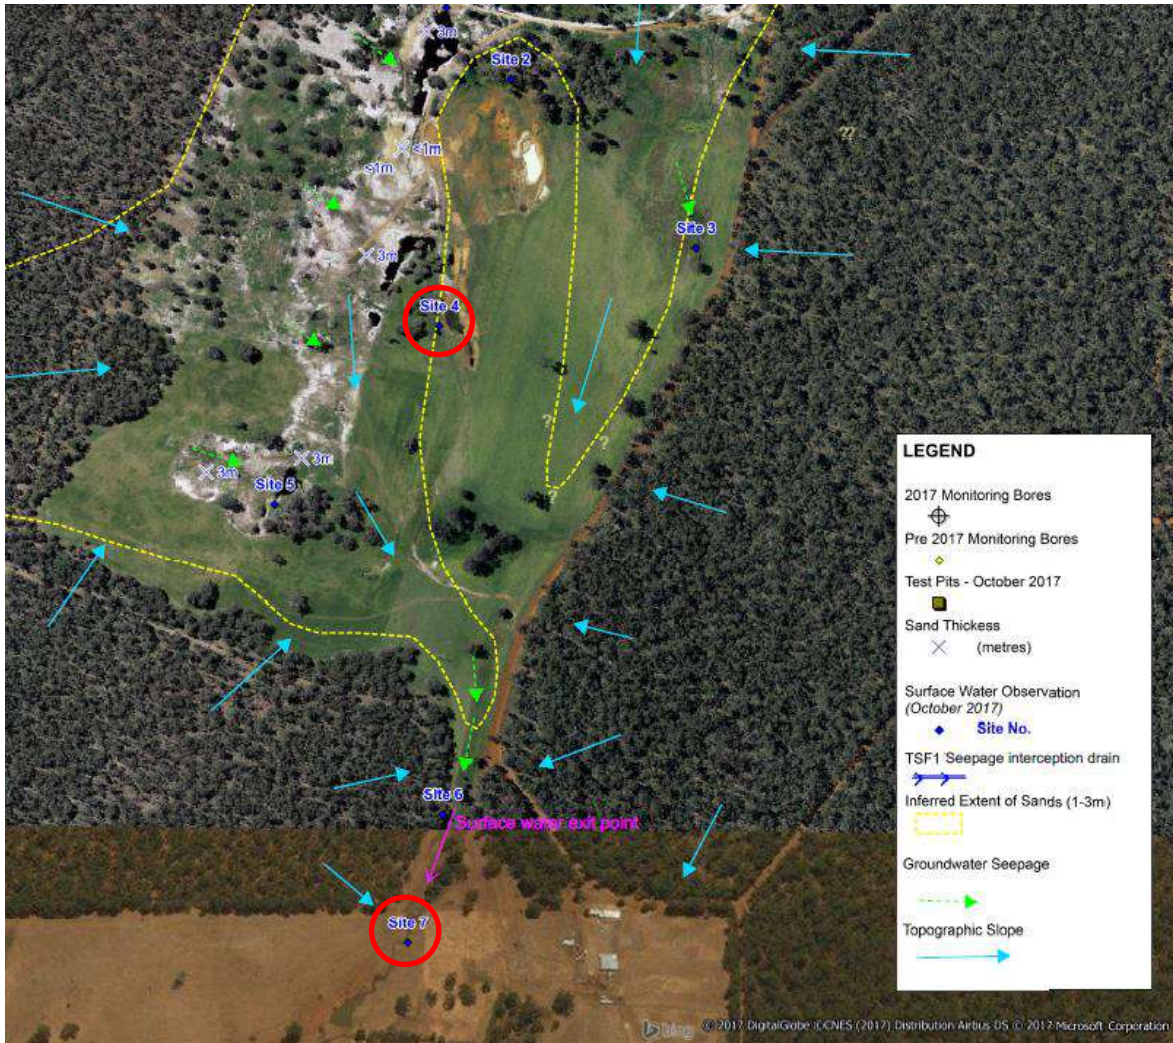 3m
Site 2
≤1m
≤1m
??
Site 3
3m
Site 4
?
?
3m
3m
?
Site 5
Site 6
Surface water exit point
Site 7
LEGEND
2017 Monitoring Bores
Pre 2017 Monitoring Bores
Test Pits - October 2017
Sand Thickess
(metres)
Surface Water Observation
(October 2017)
Site No.
TSF1 Seepage interception drain
Inferred Extent of Sands (1-3m)
Groundwater Seepage
Topographic Slope
bing © 2017 DigitalGlobe ©CNES (2017) Distribution Airbus DS © 2017 Microsoft Corporation